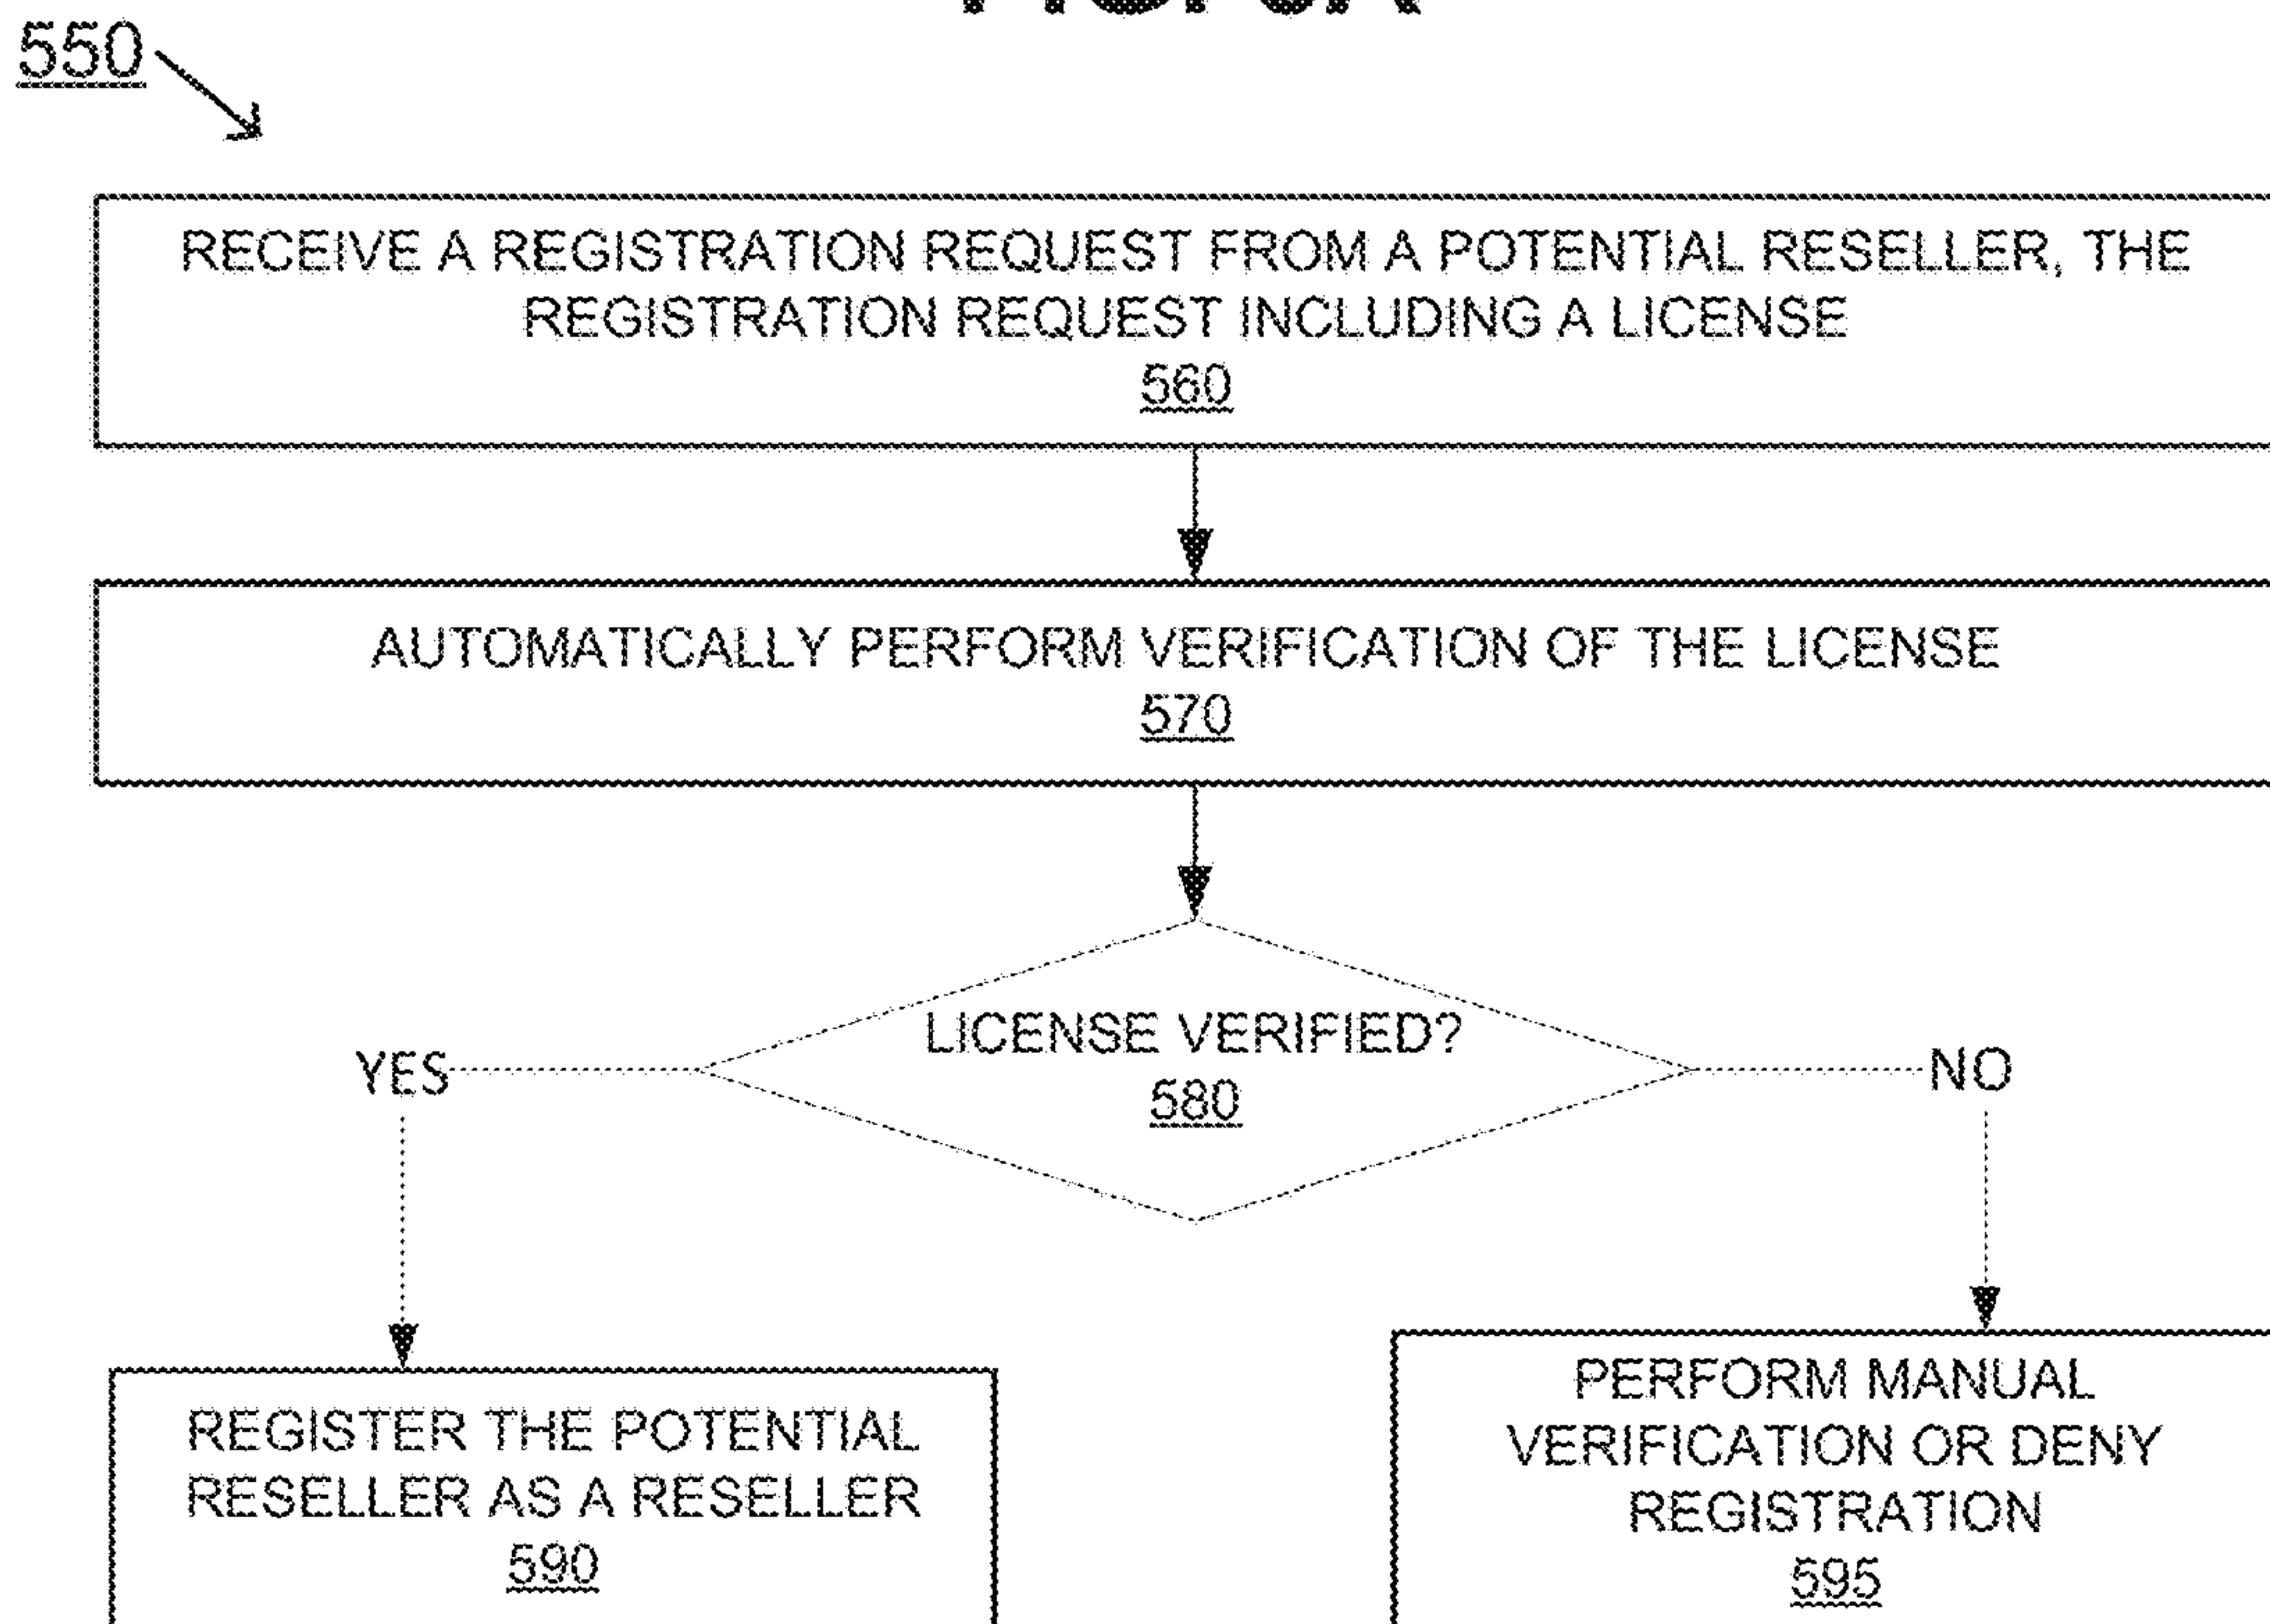 550
RECEIVE A REGISTRATION REQUEST FROM A POTENTIAL RESELLER, THE
REGISTRATION REQUEST INCLUDING A LICENSE
560
AUTOMATICALLY PERFORM VERIFICATION OF THE LICENSE
570
LICENSE VERIFIED?
580
YES
NO
REGISTER THE POTENTIAL
RESELLER AS A RESELLER
590
PERFORM MANUAL
VERIFICATION OR DENY
REGISTRATION
595